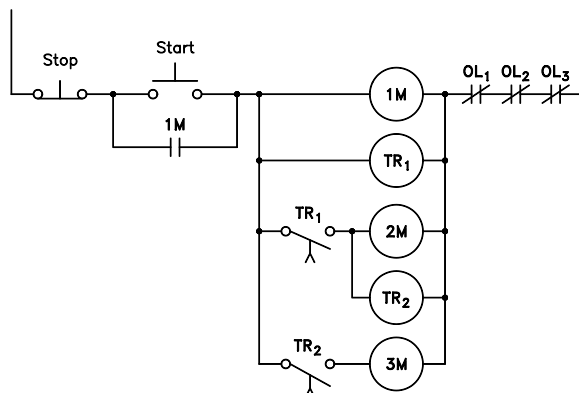 Stop
Start
1M
1M
OL1 OL2 OL3
TR1
TR1
2M
TR2
TR2
3M